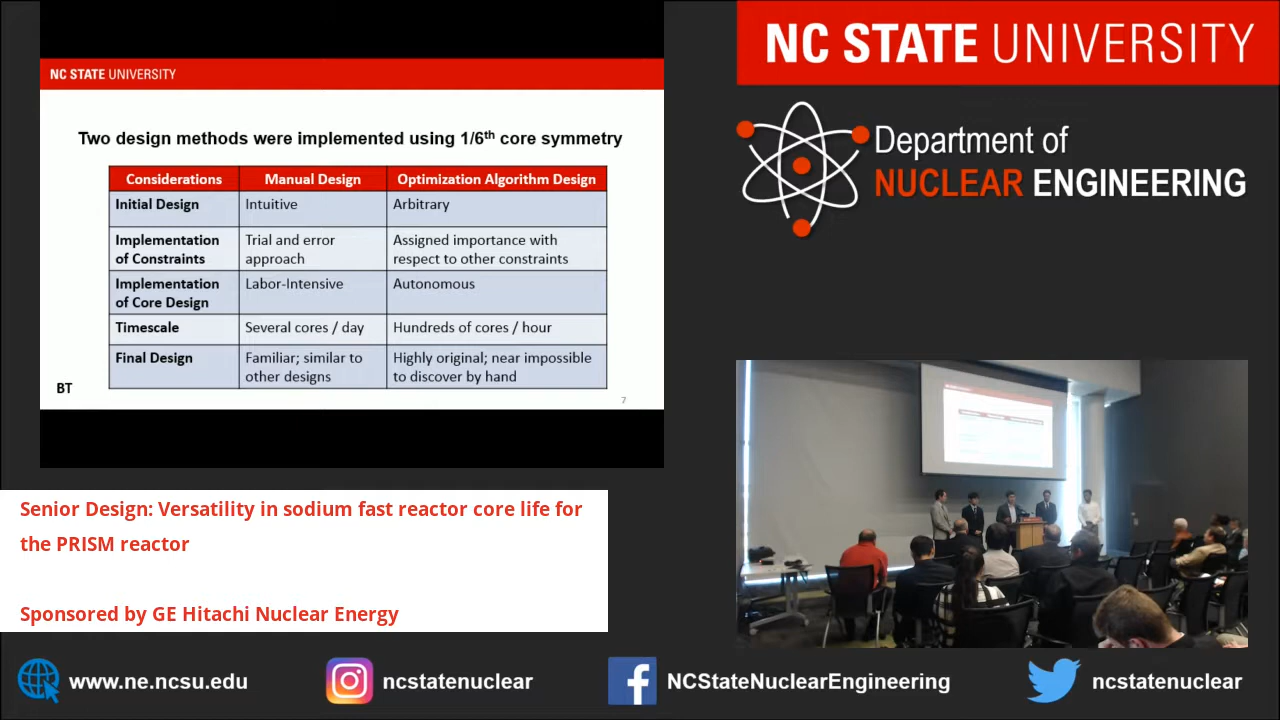 NC STATE UNIVERSITY
Two design methods were implemented using 1/6th core symmetry
Considerations Manual Design Optimization Algorithm Design
Initial Design Intuitive Arbitrary
Implementation of Constraints Trial and error approach Assigned importance with respect to other constraints
Implementation of Core Design Labor-Intensive Autonomous
Timescale Several cores / day Hundreds of cores / hour
Final Design Familiar; similar to other designs Highly original; near impossible to discover by hand
BT
7
NC STATE UNIVERSITY
Department of
NUCLEAR ENGINEERING
Senior Design: Versatility in sodium fast reactor core life for
the PRISM reactor
Sponsored by GE Hitachi Nuclear Energy
www.ne.ncsu.edu
ncstatenuclear
NCStateNuclearEngineering
ncstatenuclear